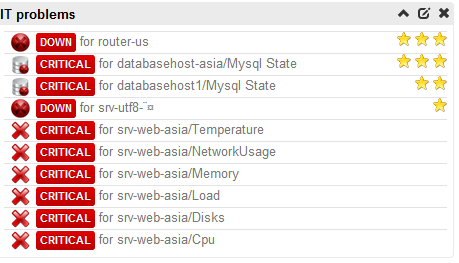 IT problems
DOWN for router-us
CRITICAL for databasehost-asia/Mysql State
CRITICAL for databasehost1/Mysql State
DOWN for srv-utf8-¨¤
CRITICAL for srv-web-asia/Temperature
CRITICAL for srv-web-asia/NetworkUsage
CRITICAL for srv-web-asia/Memory
CRITICAL for srv-web-asia/Load
CRITICAL for srv-web-asia/Disks
CRITICAL for srv-web-asia/Cpu